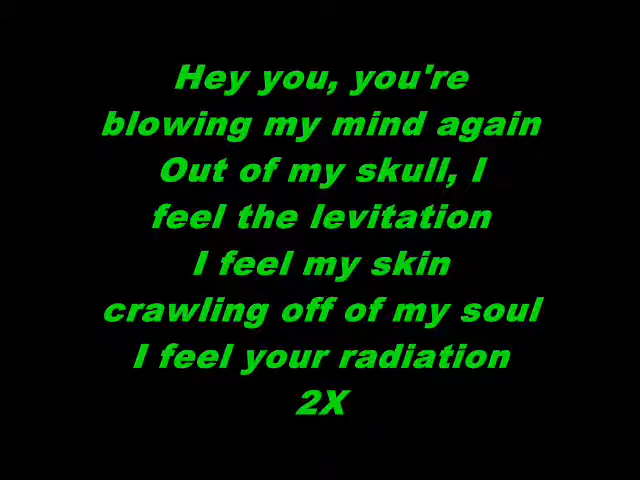 Hey you, you're
blowing my mind again
Out of my skull, I
feel the levitation
I feel my skin
crawling off of my soul
I feel your radiation
2X